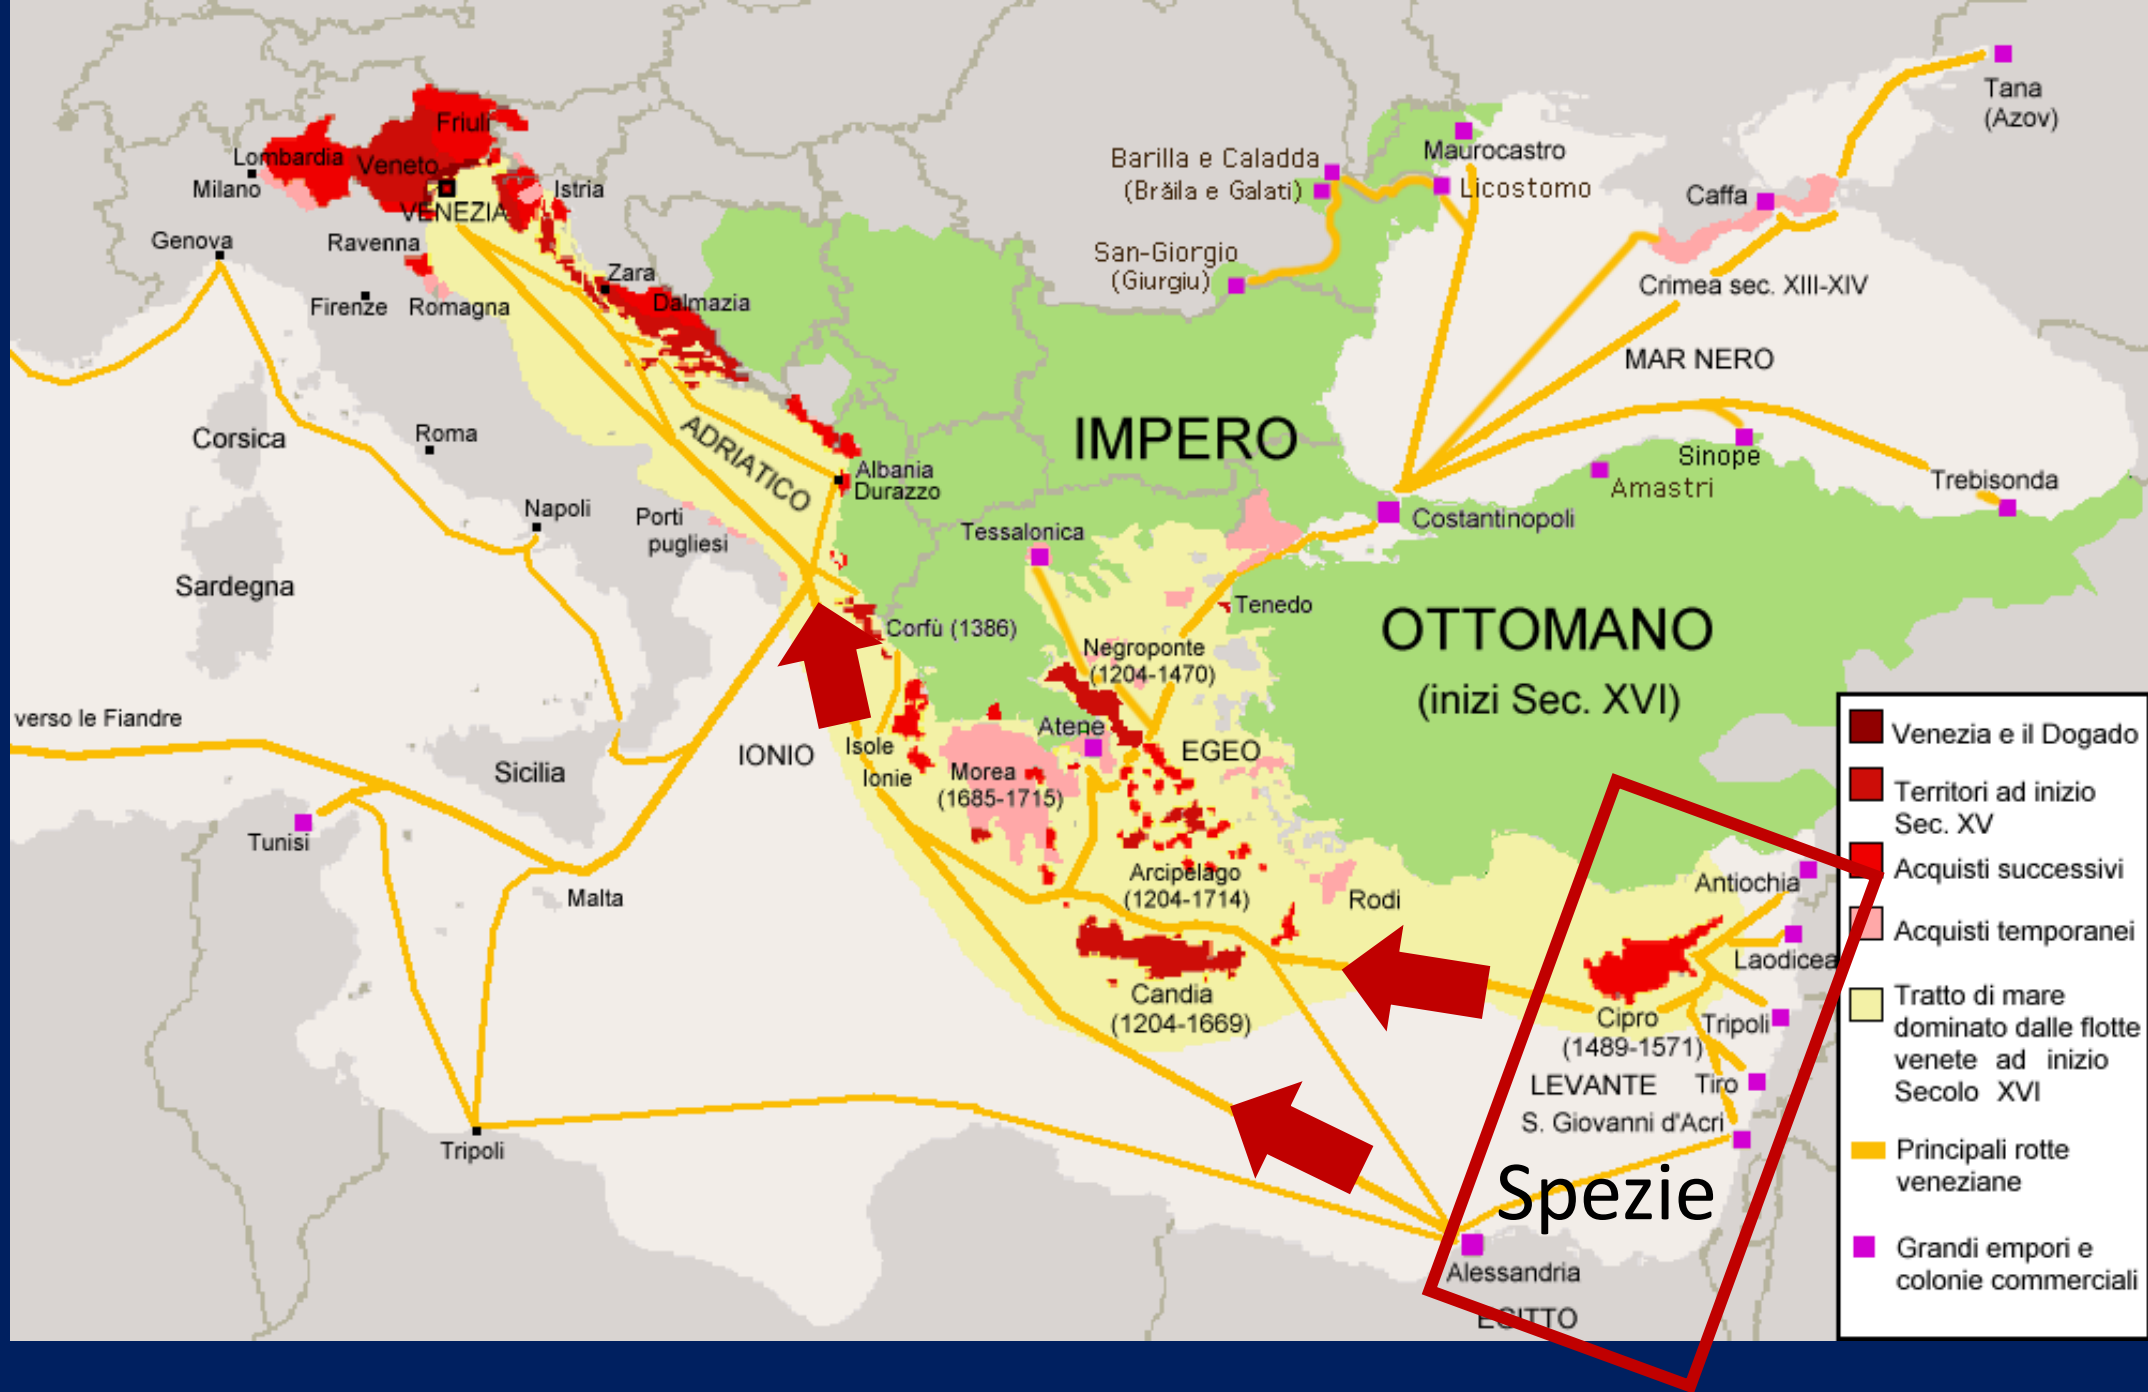 Tana
(Azov)
Friuli
Maurocastro
Lombardia
Veneto
Barilla e Caladda
(Brăila e Galati)
Milano
Istria
Licostomo
Caffa
VENEZIA
Genova
Ravenna
San-Giorgio
(Giurgiu)
Zara
Crimea sec. XIII-XIV
Firenze
Romagna
Dalmazia
MAR NERO
Corsica
Roma
ADRIATICO
IMPERO
Sinope
Albania
Durazzo
Amastri
Trebisonda
Napoli
Porti
pugliesi
Tessalonica
Costantinopoli
Sardegna
Tenedo
Corfù (1386)
OTTOMANO
(inizi Sec. XVI)
Negroponte
(1204-1470)
verso le Fiandre
Atene
IONIO
Isole
Ionie
EGEO
Sicilia
Morea
(1685-1715)
Tunisi
Malta
Arcipelago
(1204-1714)
Rodi
Antiochia
Laodicea
Candia
(1204-1669)
Cipro
(1489-1571)
Tripoli
LEVANTE
Tiro
S. Giovanni d'Acri
Tripoli
Spezie
Alessandria
EGITTO
Venezia e il Dogado
Territori ad inizio
Sec. XV
Acquisti successivi
Acquisti temporanei
Tratto di mare
dominato dalle flotte
venete ad inizio
Secolo XVI
Principali rotte
veneziane
Grandi empori e
colonie commerciali